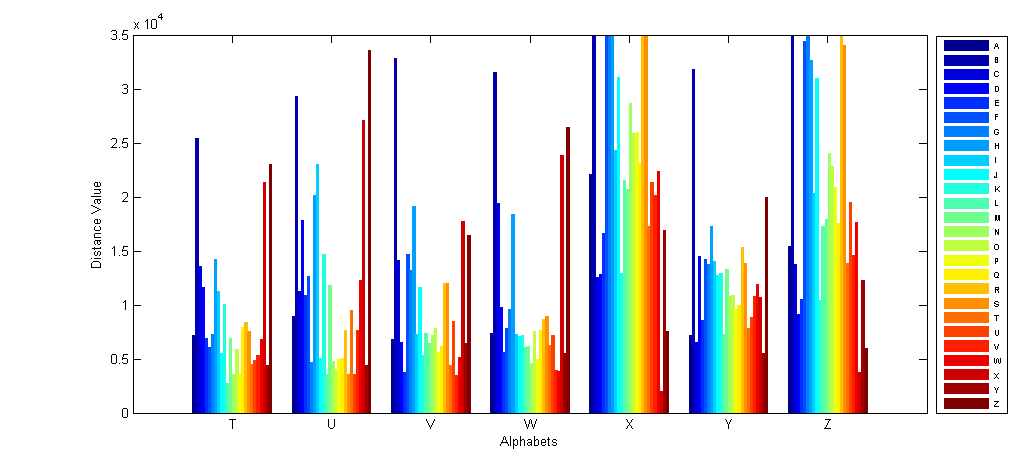 x 10^4
3.5
3
2.5
2
1.5
1
0.5
0
Distance Value
T U V W X Y Z
Alphabets
A
B
C
D
E
F
G
H
I
J
K
L
M
N
O
P
Q
R
S
T
U
V
W
X
Y
Z